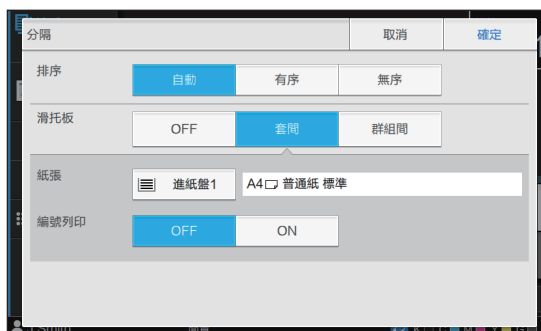 分隔 取消 確定
排序 自動 有序 無序
滑托板 OFF 套間 群組間
紙張 進紙盤1 A4 普通紙 標準
編號列印 OFF ON